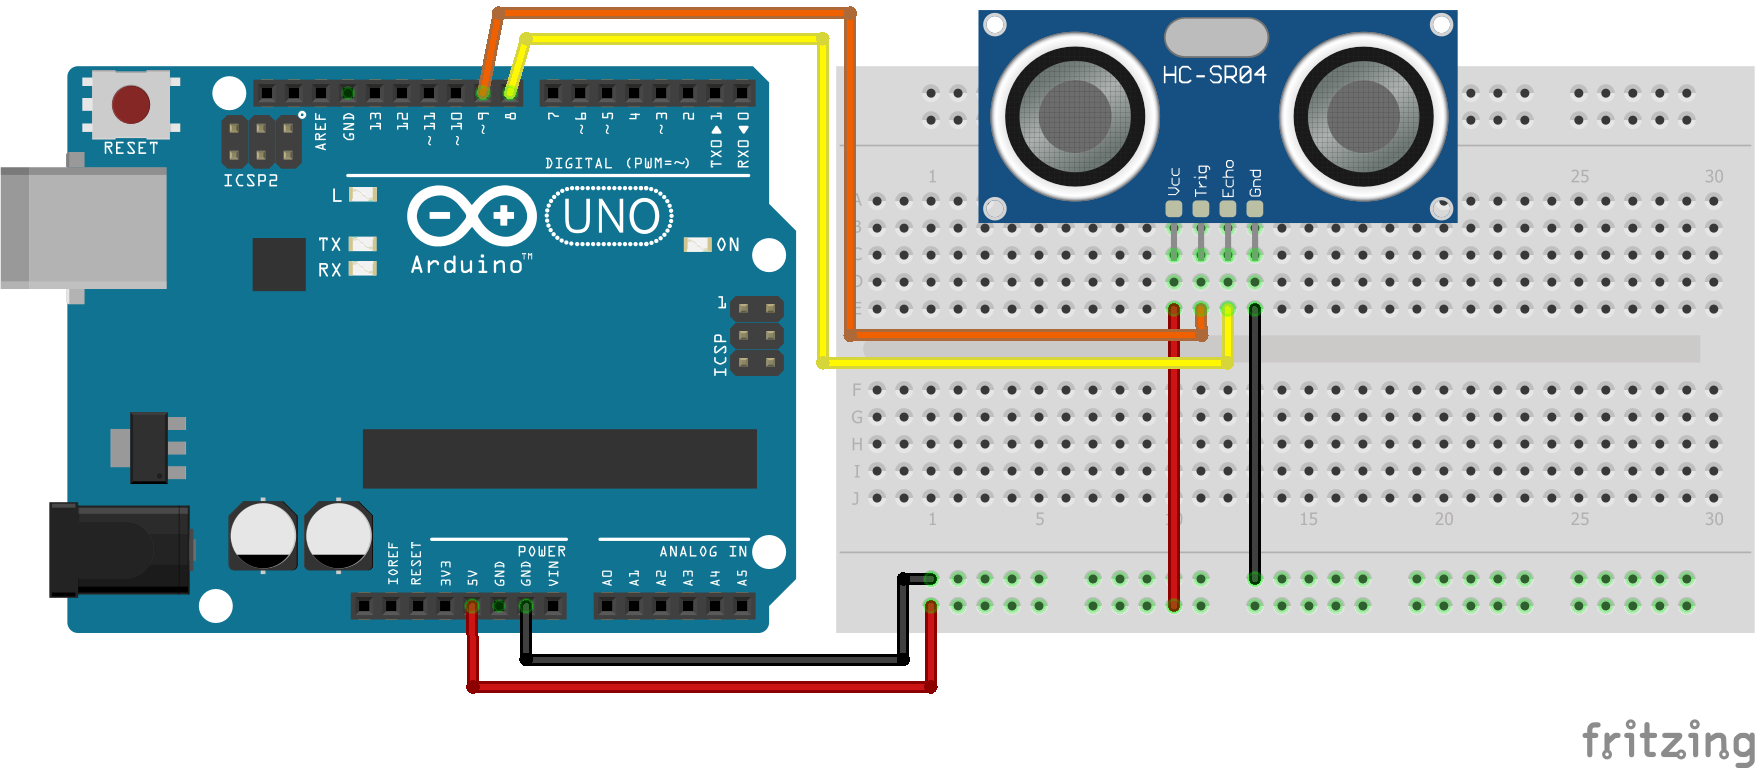 HC-SR04
Vcc
Trig
Echo
Gnd
RESET
ICSP2
AREF
GND
13
12
~11
~10
~9
8
7
~6
~5
4
~3
2
TX0▶1
RX0◀0
DIGITAL (PWM=~)
L
TX
RX
UNO
ON
Arduino™
1
ICSP
IOREF
RESET
3V3
5V
GND
GND
VIN
POWER
A0
A1
A2
A3
A4
A5
ANALOG IN
1
25
30
A
B
C
D
E
F
G
H
I
J
1
5
10
15
20
25
30
fritzing